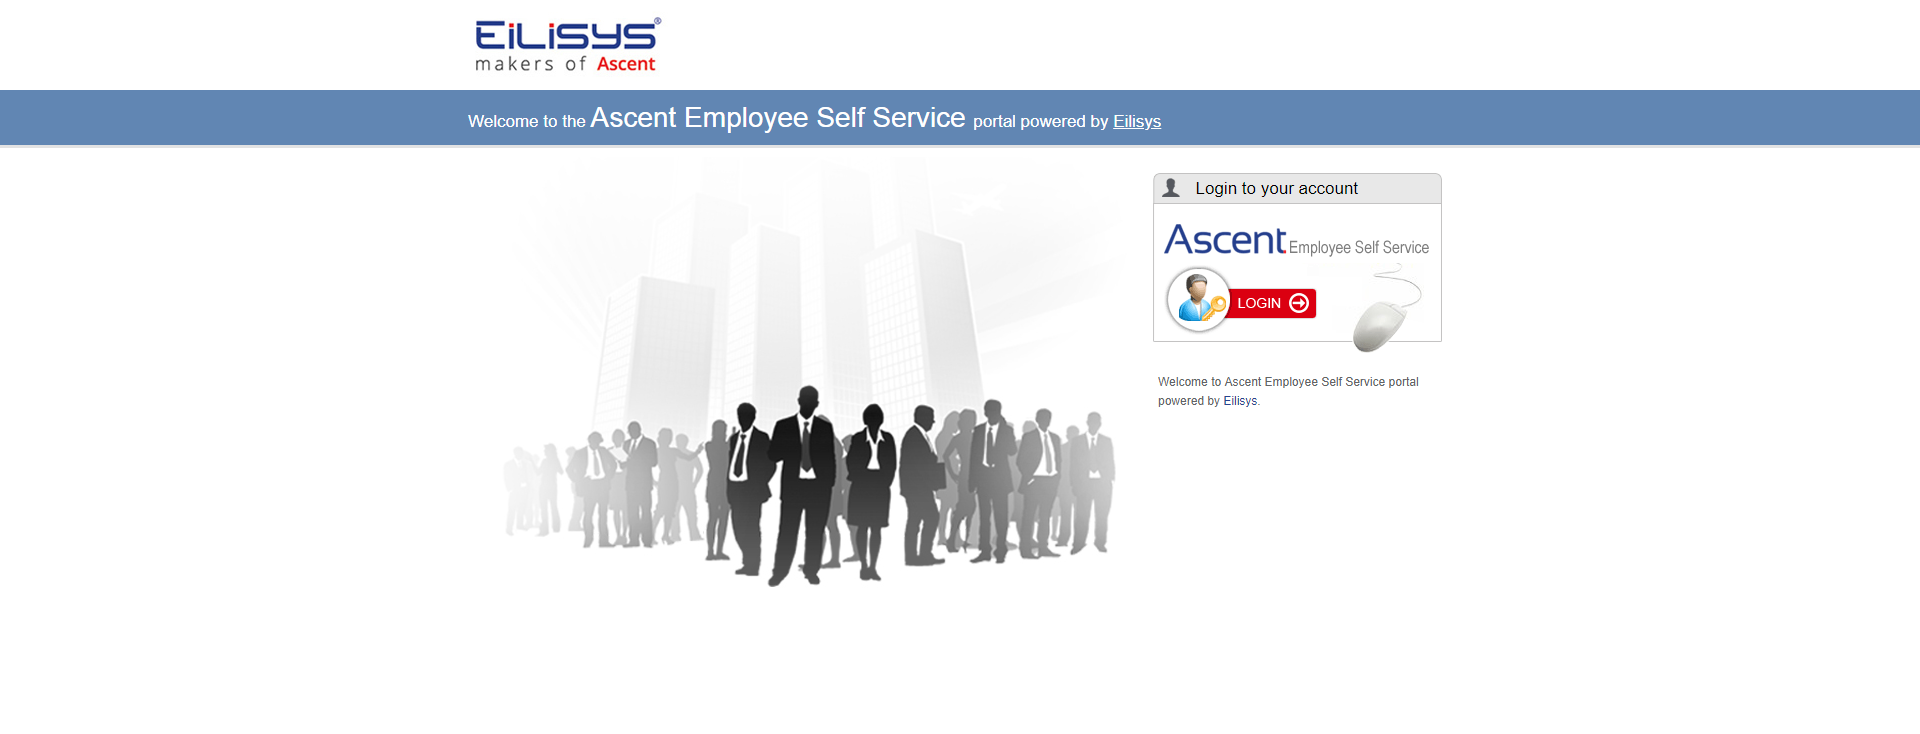 EiLiSYS®
makers of Ascent
Welcome to the Ascent Employee Self Service portal powered by Eilisys
Login to your account
Ascent Employee Self Service
LOGIN
Welcome to Ascent Employee Self Service portal
powered by Eilisys.